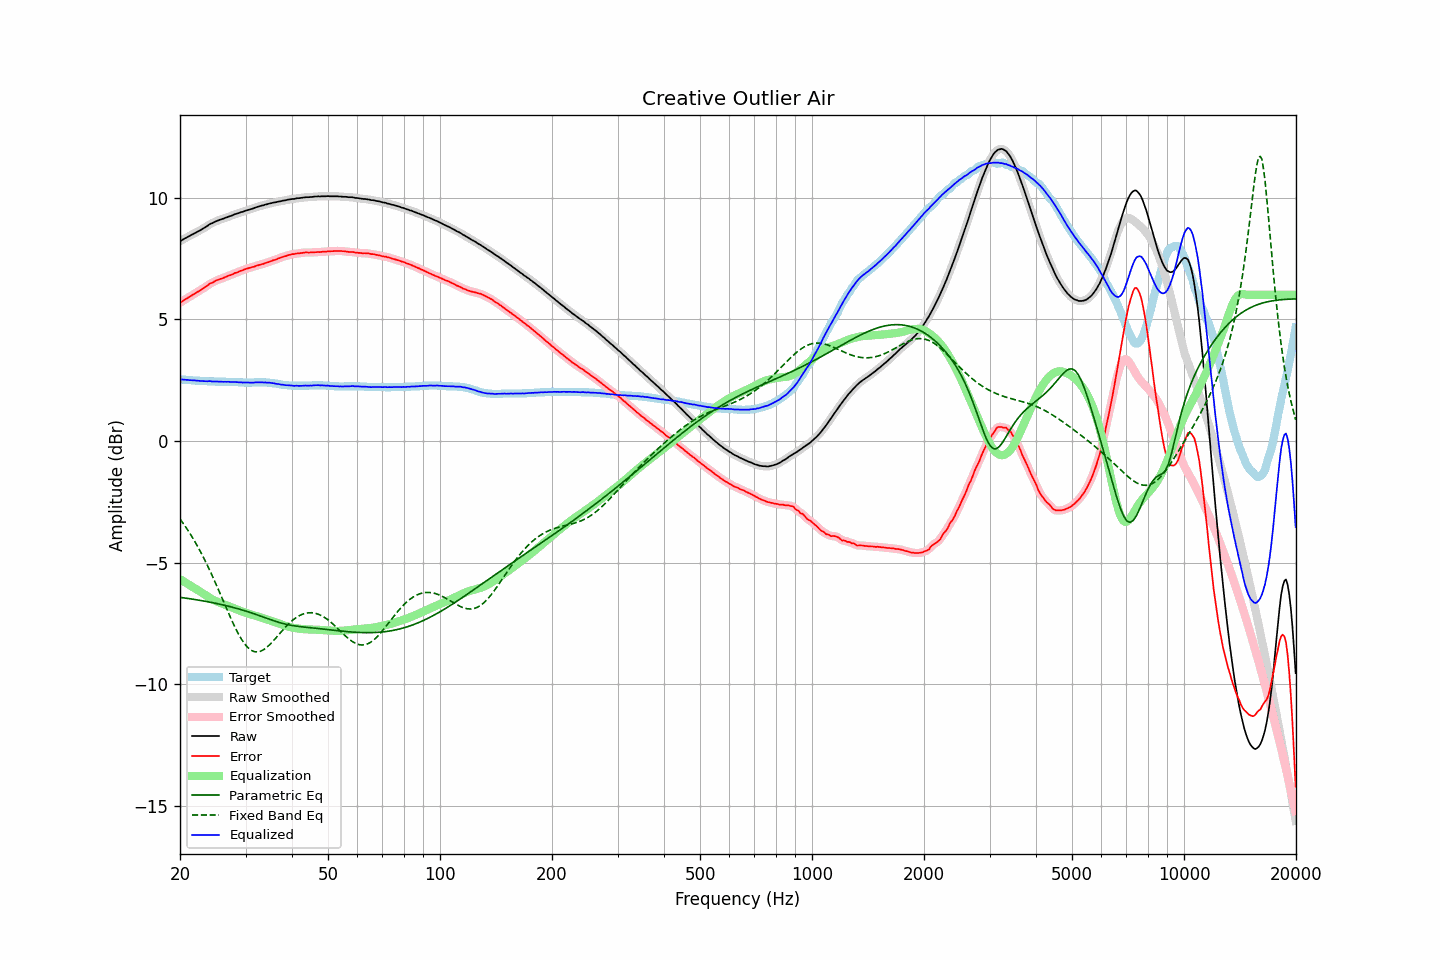 Creative Outlier Air
Amplitude (dBr)
10
5
0
−5
−10
−15
Target
Raw Smoothed
Error Smoothed
Raw
Error
Equalization
Parametric Eq
Fixed Band Eq
Equalized
20 50 100 200 500 1000 2000 5000 10000 20000
Frequency (Hz)